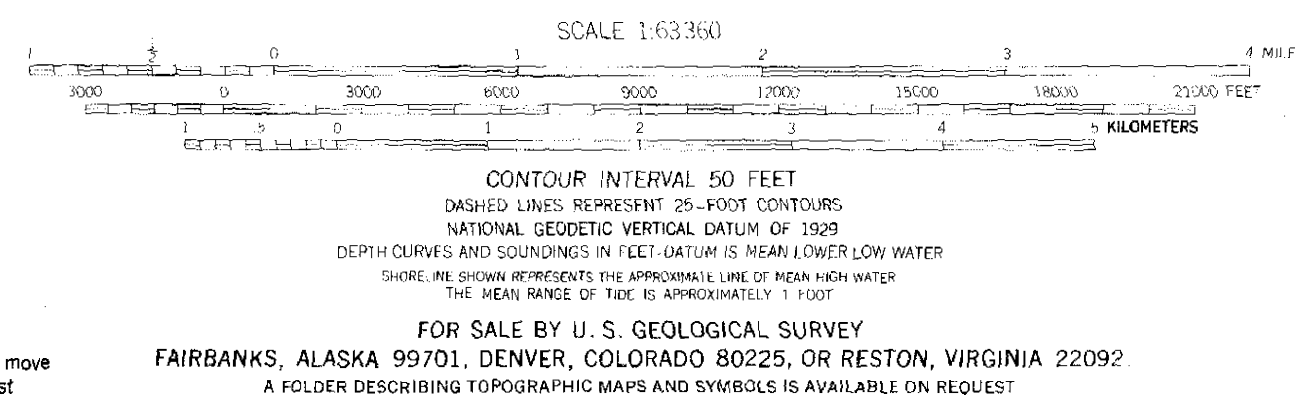 SCALE 1:63360
1 ½ 0 1 2 3 4 MILE
3000 0 3000 6000 9000 12000 15000 18000 21000 FEET
1 .5 0 1 2 3 4 5 KILOMETERS
CONTOUR INTERVAL 50 FEET
DASHED LINES REPRESENT 25-FOOT CONTOURS
NATIONAL GEODETIC VERTICAL DATUM OF 1929
DEPTH CURVES AND SOUNDINGS IN FEET-DATUM IS MEAN LOWER LOW WATER
SHORELINE SHOWN REPRESENTS THE APPROXIMATE LINE OF MEAN HIGH WATER
THE MEAN RANGE OF TIDE IS APPROXIMATELY 1 FOOT
FOR SALE BY U. S. GEOLOGICAL SURVEY
move FAIRBANKS, ALASKA 99701, DENVER, COLORADO 80225, OR RESTON, VIRGINIA 22092
st A FOLDER DESCRIBING TOPOGRAPHIC MAPS AND SYMBOLS IS AVAILABLE ON REQUEST